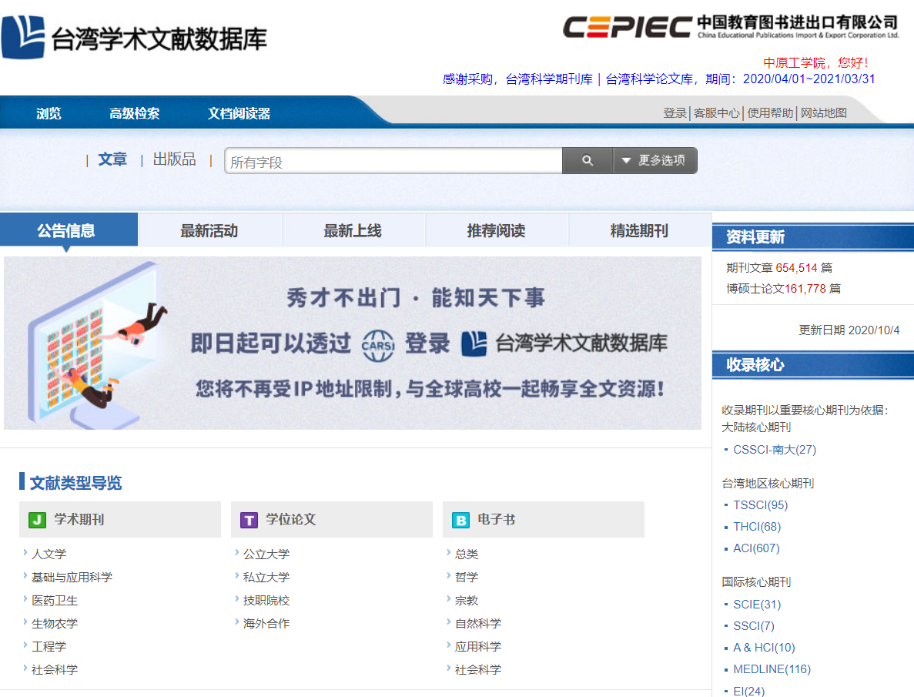 台湾学术文献数据库
CEPIEC 中国教育图书进出口有限公司
China Educational Publications Import & Export Corporation Ltd.
中原工学院，您好！
感谢采购，台湾科学期刊库 | 台湾科学论文库，期间：2020/04/01~2021/03/31
浏览 高级检索 文档阅读器
登录 | 客服中心 | 使用帮助 | 网站地图
| 文章 | 出版品 | 所有字段 ▼ 更多选项
公告信息 最新活动 最新上线 推荐阅读 精选期刊
秀才不出门 · 能知天下事
即日起可以透过 CARSI 登录 台湾学术文献数据库
您将不再受IP地址限制，与全球高校一起畅享全文资源！
文献类型导览
J 学术期刊
人文学
基础与应用科学
医药卫生
生物农学
工程学
社会科学
T 学位论文
公立大学
私立大学
技职院校
海外合作
B 电子书
总类
哲学
宗教
自然科学
应用科学
社会科学
资料更新
期刊文章 654,514 篇
博硕士论文161,778 篇
更新日期 2020/10/4
收录核心
收录期刊以重要核心期刊为依据：
大陆核心期刊
CSSCI-南大(27)
台湾地区核心期刊
TSSCI(95)
THCI(68)
ACI(607)
国际核心期刊
SCIE(31)
SSCI(7)
A & HCI(10)
MEDLINE(116)
EI(24)